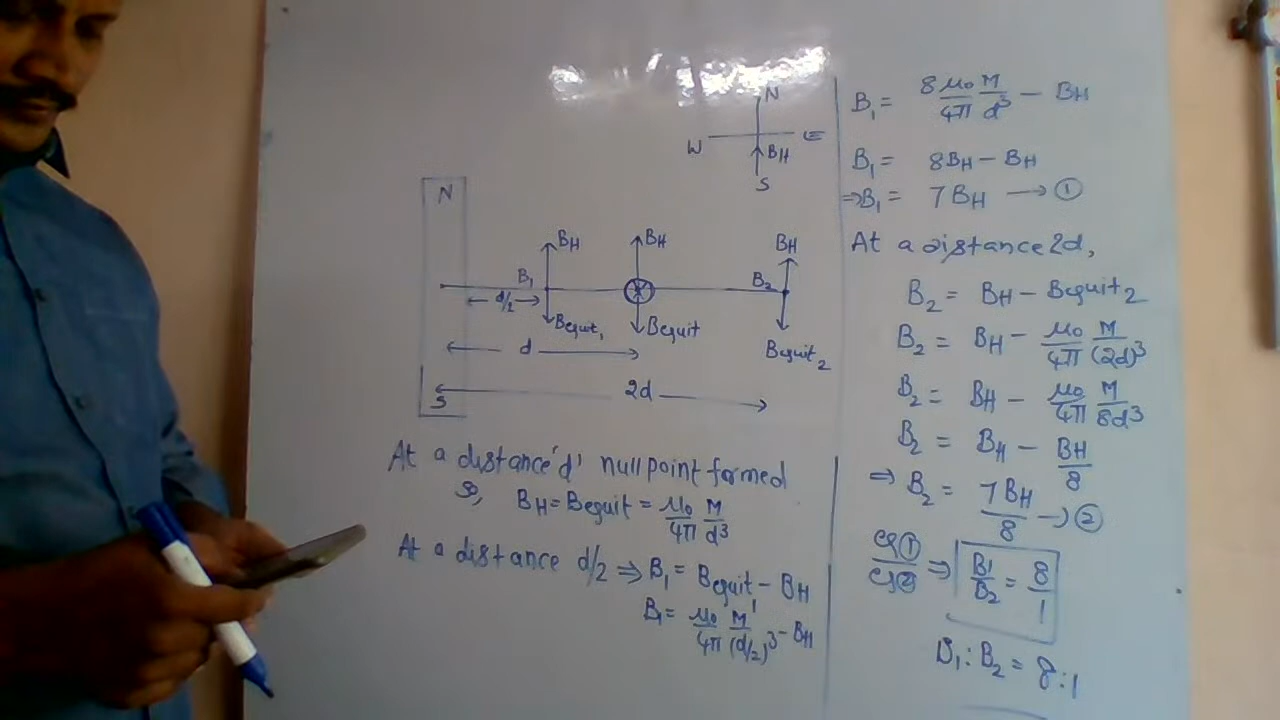 N
W E
BH
S
N
BH BH BH
B₁ B₂
d/2
Bequit₁ Bequit Bequit₂
d
2d
S
At a distance 'd' null point formed
so, BH = Bequit = μ₀/4π M/d³
At a distance d/2 ⇒ B₁ = Bequit - BH
B₁ = μ₀/4π M'/(d/2)³ - BH
B₁ = 8 μ₀/4π M/d³ - BH
B₁ = 8BH - BH
⇒ B₁ = 7BH → ①
At a distance 2d,
B₂ = BH - Bequit₂
B₂ = BH - μ₀/4π M/(2d)³
B₂ = BH - μ₀/4π M/8d³
B₂ = BH - BH/8
⇒ B₂ = 7BH/8 → ②
eq①/eq② ⇒ B₁/B₂ = 8/1
B₁ : B₂ = 8:1